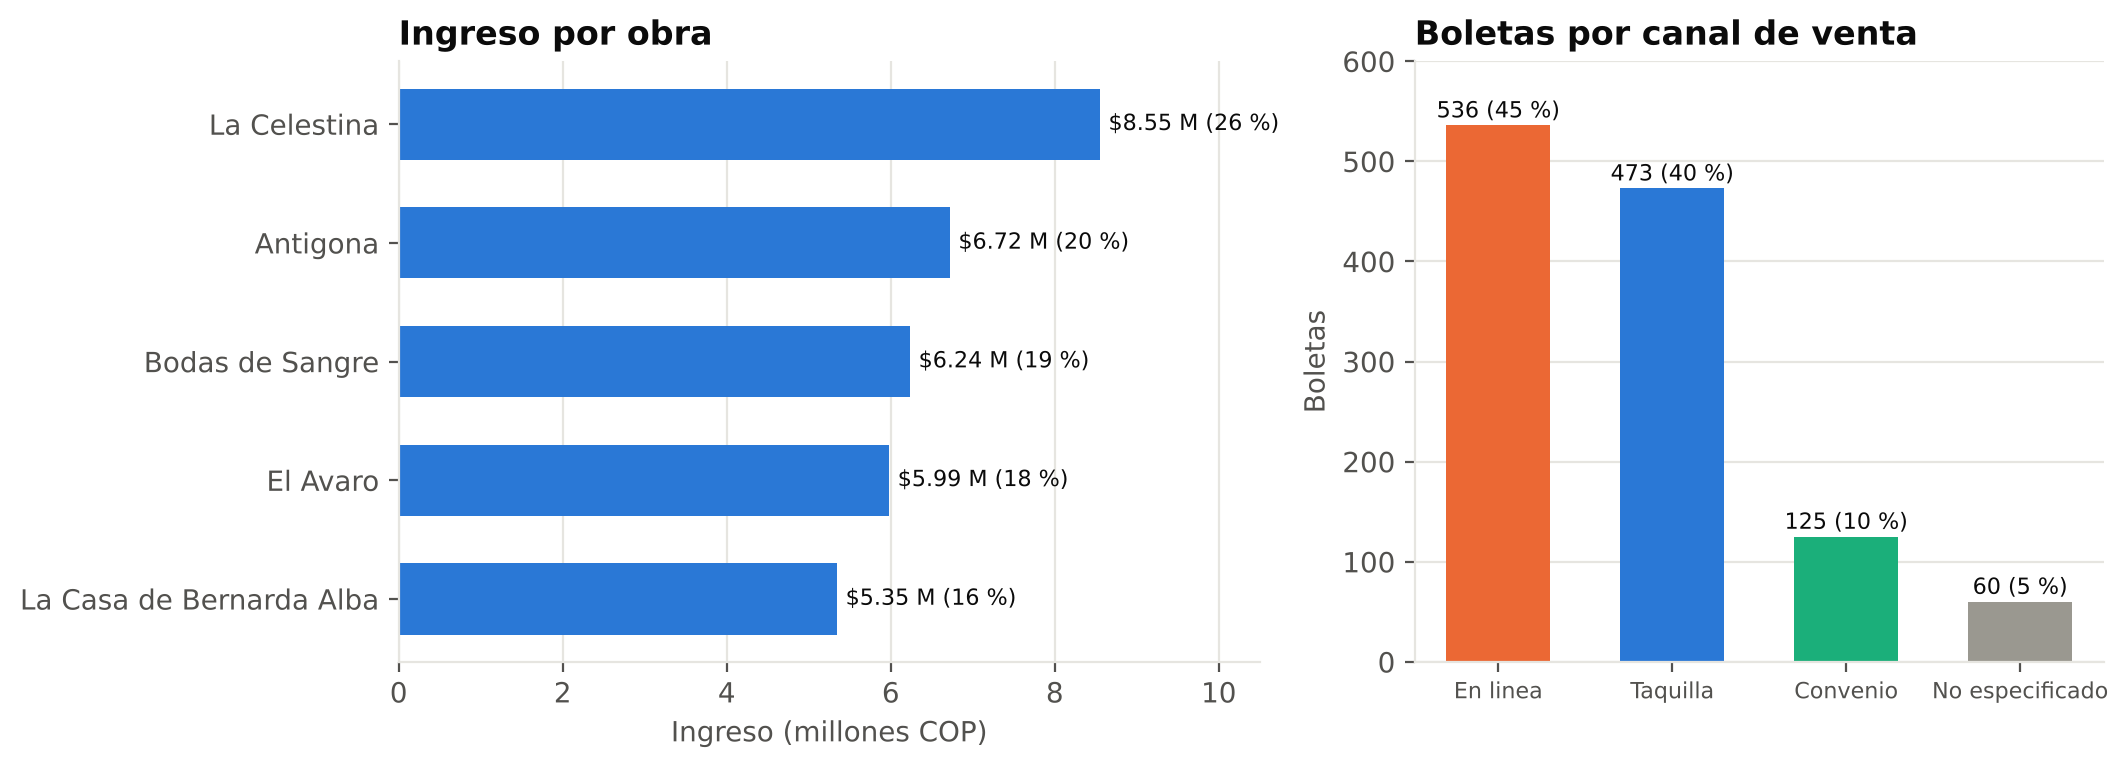 Ingreso por obra
La Celestina
$8.55 M (26 %)
Antigona
$6.72 M (20 %)
Bodas de Sangre
$6.24 M (19 %)
El Avaro
$5.99 M (18 %)
La Casa de Bernarda Alba
$5.35 M (16 %)
0 2 4 6 8 10
Ingreso (millones COP)
Boletas por canal de venta
Boletas
600
500
400
300
200
100
0
536 (45 %)
473 (40 %)
125 (10 %)
60 (5 %)
En linea Taquilla Convenio No especificado